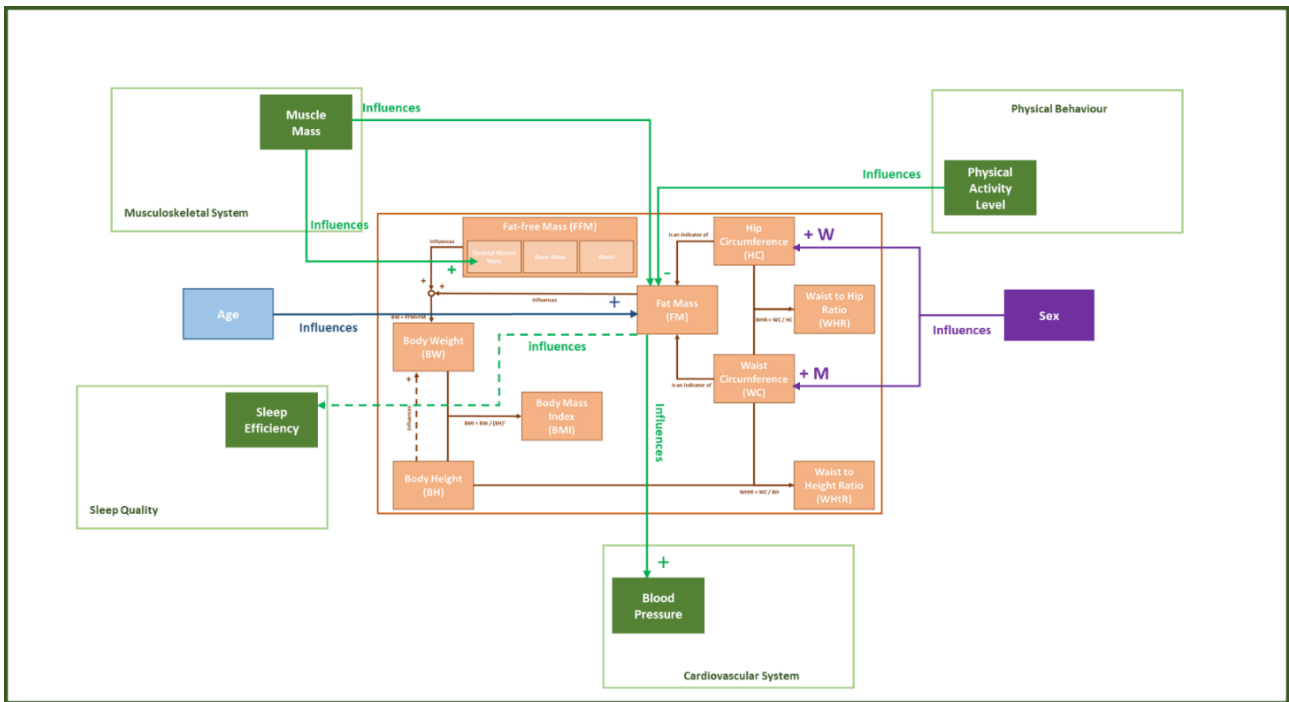 Muscle
Mass
Influences
Musculoskeletal System
Influences
+
Physical Behaviour
Physical
Activity
Level
Influences
-
Fat-free Mass (FFM)
Skeletal Muscle
Mass
Bone Mass
Water
Influences
+
+
Influences
BW = FFM+FM
Hip
Circumference
(HC)
Is an indicator of
+ W
Age
Influences
+
Fat Mass
(FM)
Waist to Hip
Ratio
(WHR)
WHR = WC / HC
Influences
Sex
Body Weight
(BW)
influences
Waist
Circumference
(WC)
Is an indicator of
+ M
+
Influences
Sleep
Efficiency
Sleep Quality
Body Mass
Index
(BMI)
BMI = BW / (BH)²
Influences
Body Height
(BH)
Waist to
Height Ratio
(WHtR)
WHtR = WC / BH
+
Blood
Pressure
Cardiovascular System